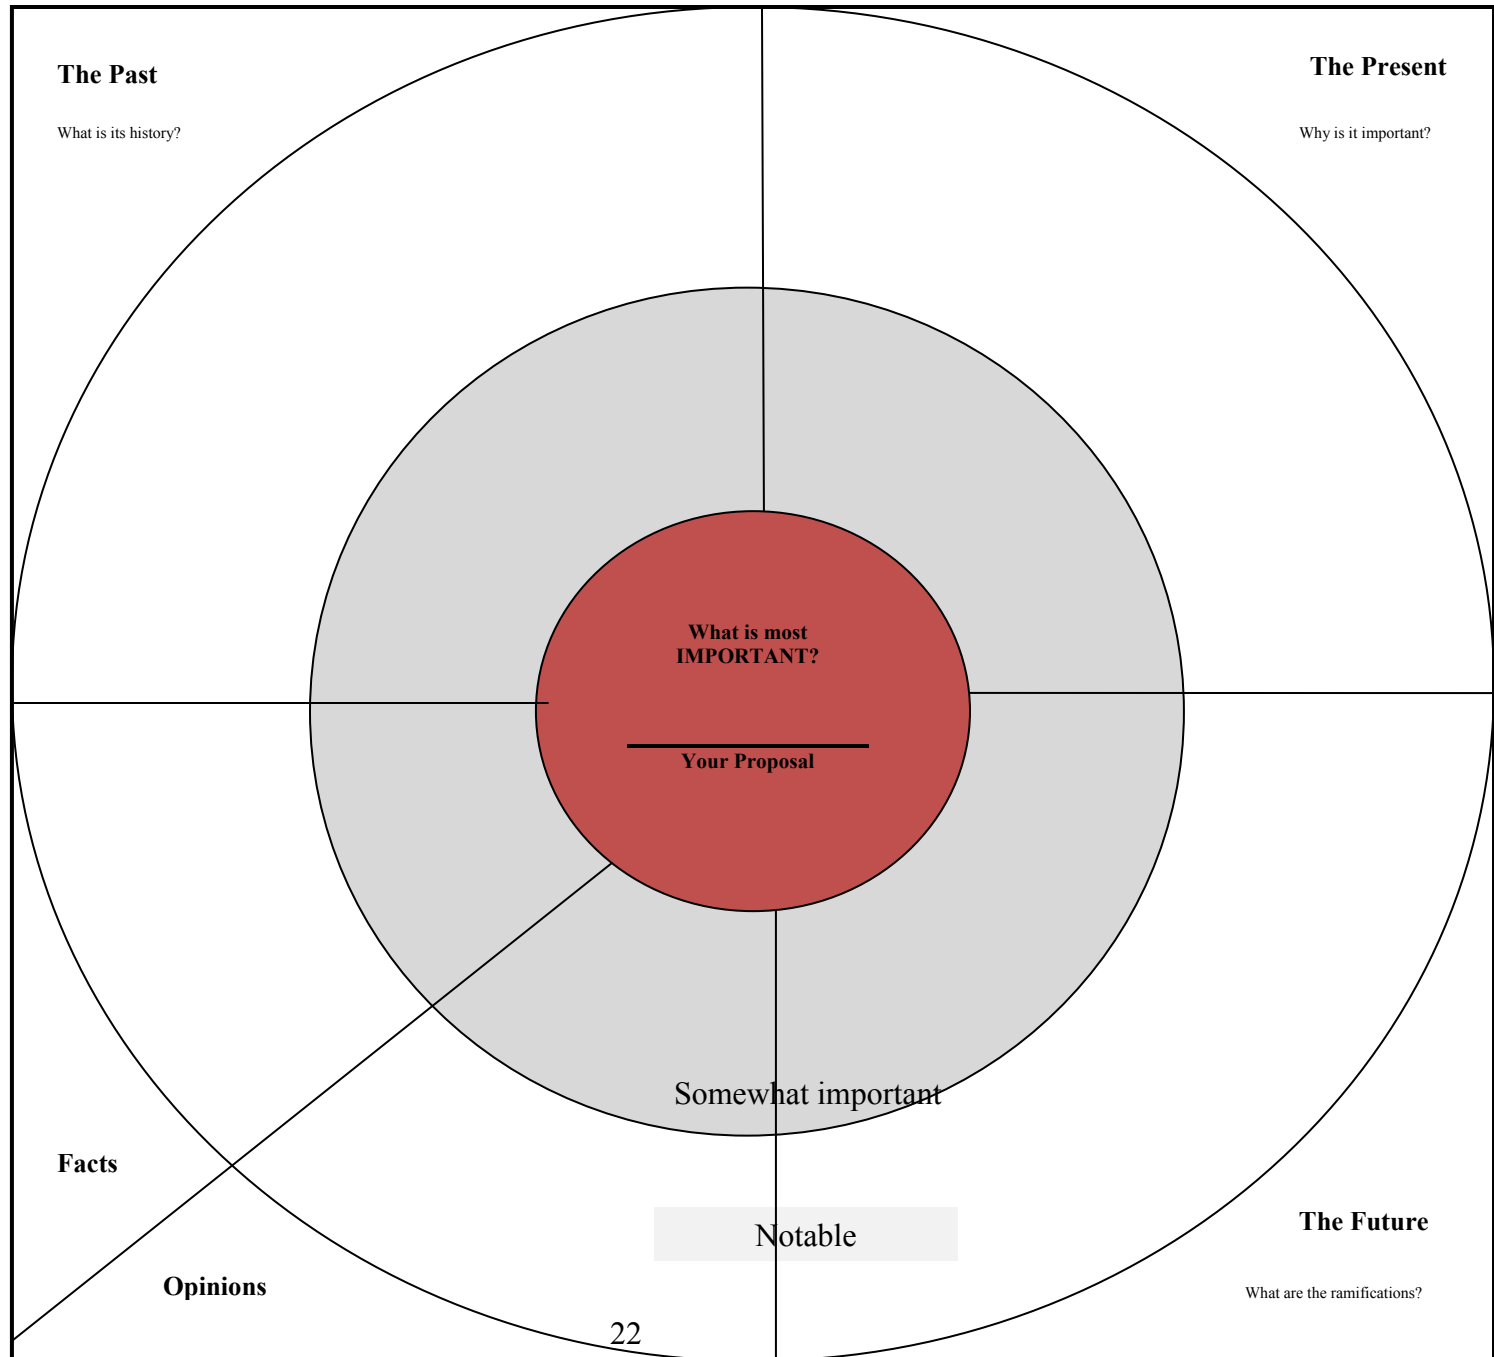 The Past
The Present
What is its history?
Why is it important?
What is most
IMPORTANT?
Your Proposal
Somewhat important
Facts
Notable
The Future
Opinions
What are the ramifications?
22